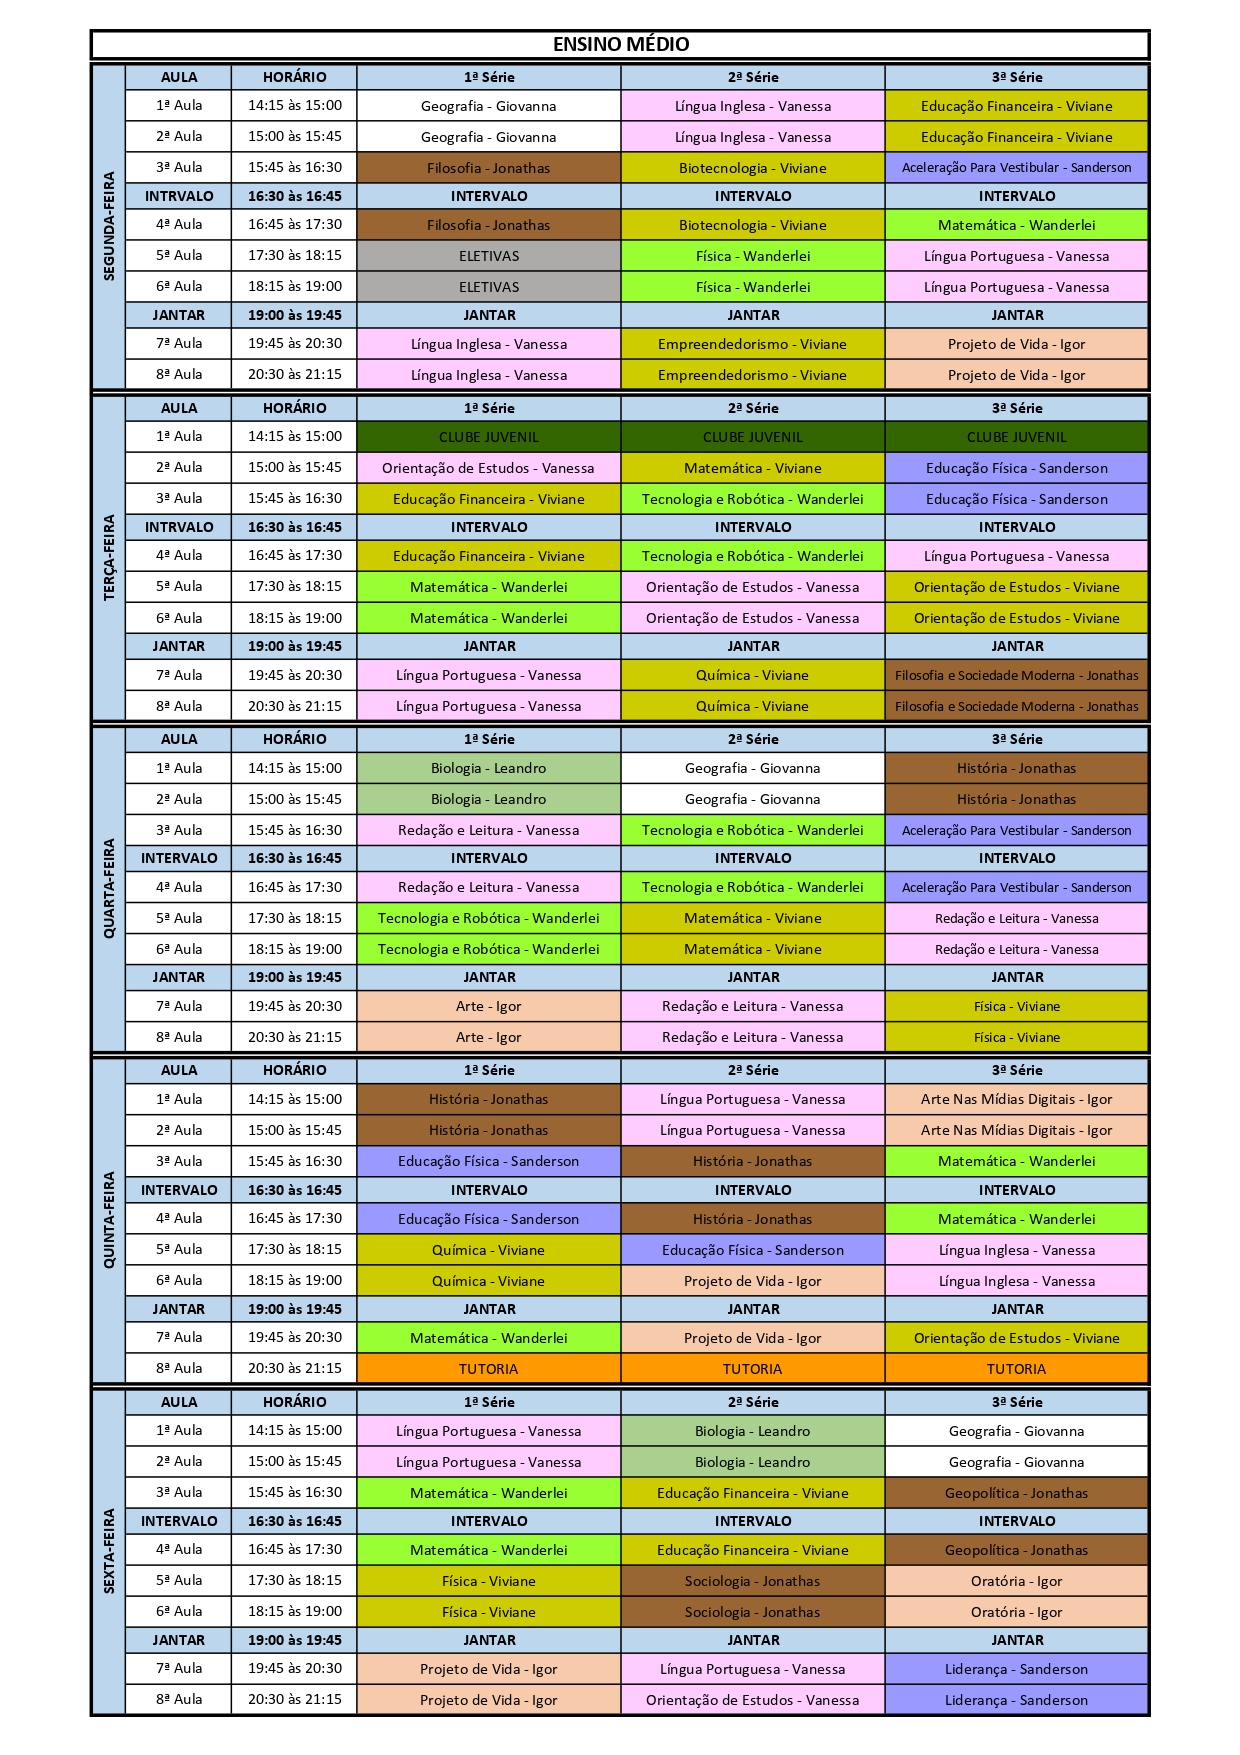 ENSINO MÉDIO
SEGUNDA-FEIRA
AULA HORÁRIO 1ª Série 2ª Série 3ª Série
1ª Aula 14:15 às 15:00 Geografia - Giovanna Língua Inglesa - Vanessa Educação Financeira - Viviane
2ª Aula 15:00 às 15:45 Geografia - Giovanna Língua Inglesa - Vanessa Educação Financeira - Viviane
3ª Aula 15:45 às 16:30 Filosofia - Jonathas Biotecnologia - Viviane Aceleração Para Vestibular - Sanderson
INTRVALO 16:30 às 16:45 INTERVALO INTERVALO INTERVALO
4ª Aula 16:45 às 17:30 Filosofia - Jonathas Biotecnologia - Viviane Matemática - Wanderlei
5ª Aula 17:30 às 18:15 ELETIVAS Física - Wanderlei Língua Portuguesa - Vanessa
6ª Aula 18:15 às 19:00 ELETIVAS Física - Wanderlei Língua Portuguesa - Vanessa
JANTAR 19:00 às 19:45 JANTAR JANTAR JANTAR
7ª Aula 19:45 às 20:30 Língua Inglesa - Vanessa Empreendedorismo - Viviane Projeto de Vida - Igor
8ª Aula 20:30 às 21:15 Língua Inglesa - Vanessa Empreendedorismo - Viviane Projeto de Vida - Igor
TERÇA-FEIRA
AULA HORÁRIO 1ª Série 2ª Série 3ª Série
1ª Aula 14:15 às 15:00 CLUBE JUVENIL CLUBE JUVENIL CLUBE JUVENIL
2ª Aula 15:00 às 15:45 Orientação de Estudos - Vanessa Matemática - Viviane Educação Física - Sanderson
3ª Aula 15:45 às 16:30 Educação Financeira - Viviane Tecnologia e Robótica - Wanderlei Educação Física - Sanderson
INTRVALO 16:30 às 16:45 INTERVALO INTERVALO INTERVALO
4ª Aula 16:45 às 17:30 Educação Financeira - Viviane Tecnologia e Robótica - Wanderlei Língua Portuguesa - Vanessa
5ª Aula 17:30 às 18:15 Matemática - Wanderlei Orientação de Estudos - Vanessa Orientação de Estudos - Viviane
6ª Aula 18:15 às 19:00 Matemática - Wanderlei Orientação de Estudos - Vanessa Orientação de Estudos - Viviane
JANTAR 19:00 às 19:45 JANTAR JANTAR JANTAR
7ª Aula 19:45 às 20:30 Língua Portuguesa - Vanessa Química - Viviane Filosofia e Sociedade Moderna - Jonathas
8ª Aula 20:30 às 21:15 Língua Portuguesa - Vanessa Química - Viviane Filosofia e Sociedade Moderna - Jonathas
QUARTA-FEIRA
AULA HORÁRIO 1ª Série 2ª Série 3ª Série
1ª Aula 14:15 às 15:00 Biologia - Leandro Geografia - Giovanna História - Jonathas
2ª Aula 15:00 às 15:45 Biologia - Leandro Geografia - Giovanna História - Jonathas
3ª Aula 15:45 às 16:30 Redação e Leitura - Vanessa Tecnologia e Robótica - Wanderlei Aceleração Para Vestibular - Sanderson
INTERVALO 16:30 às 16:45 INTERVALO INTERVALO INTERVALO
4ª Aula 16:45 às 17:30 Redação e Leitura - Vanessa Tecnologia e Robótica - Wanderlei Aceleração Para Vestibular - Sanderson
5ª Aula 17:30 às 18:15 Tecnologia e Robótica - Wanderlei Matemática - Viviane Redação e Leitura - Vanessa
6ª Aula 18:15 às 19:00 Tecnologia e Robótica - Wanderlei Matemática - Viviane Redação e Leitura - Vanessa
JANTAR 19:00 às 19:45 JANTAR JANTAR JANTAR
7ª Aula 19:45 às 20:30 Arte - Igor Redação e Leitura - Vanessa Física - Viviane
8ª Aula 20:30 às 21:15 Arte - Igor Redação e Leitura - Vanessa Física - Viviane
QUINTA-FEIRA
AULA HORÁRIO 1ª Série 2ª Série 3ª Série
1ª Aula 14:15 às 15:00 História - Jonathas Língua Portuguesa - Vanessa Arte Nas Mídias Digitais - Igor
2ª Aula 15:00 às 15:45 História - Jonathas Língua Portuguesa - Vanessa Arte Nas Mídias Digitais - Igor
3ª Aula 15:45 às 16:30 Educação Física - Sanderson História - Jonathas Matemática - Wanderlei
INTERVALO 16:30 às 16:45 INTERVALO INTERVALO INTERVALO
4ª Aula 16:45 às 17:30 Educação Física - Sanderson História - Jonathas Matemática - Wanderlei
5ª Aula 17:30 às 18:15 Química - Viviane Educação Física - Sanderson Língua Inglesa - Vanessa
6ª Aula 18:15 às 19:00 Química - Viviane Projeto de Vida - Igor Língua Inglesa - Vanessa
JANTAR 19:00 às 19:45 JANTAR JANTAR JANTAR
7ª Aula 19:45 às 20:30 Matemática - Wanderlei Projeto de Vida - Igor Orientação de Estudos - Viviane
8ª Aula 20:30 às 21:15 TUTORIA TUTORIA TUTORIA
SEXTA-FEIRA
AULA HORÁRIO 1ª Série 2ª Série 3ª Série
1ª Aula 14:15 às 15:00 Língua Portuguesa - Vanessa Biologia - Leandro Geografia - Giovanna
2ª Aula 15:00 às 15:45 Língua Portuguesa - Vanessa Biologia - Leandro Geografia - Giovanna
3ª Aula 15:45 às 16:30 Matemática - Wanderlei Educação Financeira - Viviane Geopolítica - Jonathas
INTERVALO 16:30 às 16:45 INTERVALO INTERVALO INTERVALO
4ª Aula 16:45 às 17:30 Matemática - Wanderlei Educação Financeira - Viviane Geopolítica - Jonathas
5ª Aula 17:30 às 18:15 Física - Viviane Sociologia - Jonathas Oratória - Igor
6ª Aula 18:15 às 19:00 Física - Viviane Sociologia - Jonathas Oratória - Igor
JANTAR 19:00 às 19:45 JANTAR JANTAR JANTAR
7ª Aula 19:45 às 20:30 Projeto de Vida - Igor Língua Portuguesa - Vanessa Liderança - Sanderson
8ª Aula 20:30 às 21:15 Projeto de Vida - Igor Orientação de Estudos - Vanessa Liderança - Sanderson